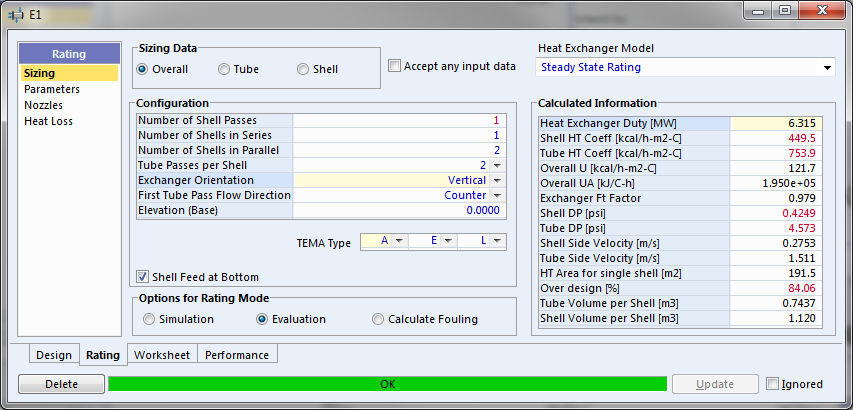 E1
Rating
Sizing
Parameters
Nozzles
Heat Loss
Sizing Data
Overall Tube Shell
Accept any input data
Heat Exchanger Model
Steady State Rating
Configuration
Number of Shell Passes 1
Number of Shells in Series 1
Number of Shells in Parallel 2
Tube Passes per Shell 2
Exchanger Orientation Vertical
First Tube Pass Flow Direction Counter
Elevation (Base) 0.0000
TEMA Type A E L
Shell Feed at Bottom
Options for Rating Mode
Simulation Evaluation Calculate Fouling
Calculated Information
Heat Exchanger Duty [MW] 6.315
Shell HT Coeff [kcal/h-m2-C] 449.5
Tube HT Coeff [kcal/h-m2-C] 753.9
Overall U [kcal/h-m2-C] 121.7
Overall UA [kJ/C-h] 1.950e+05
Exchanger Ft Factor 0.979
Shell DP [psi] 0.4249
Tube DP [psi] 4.573
Shell Side Velocity [m/s] 0.2753
Tube Side Velocity [m/s] 1.511
HT Area for single shell [m2] 191.5
Over design [%] 84.06
Tube Volume per Shell [m3] 0.7437
Shell Volume per Shell [m3] 1.120
Design Rating Worksheet Performance
Delete OK Update Ignored